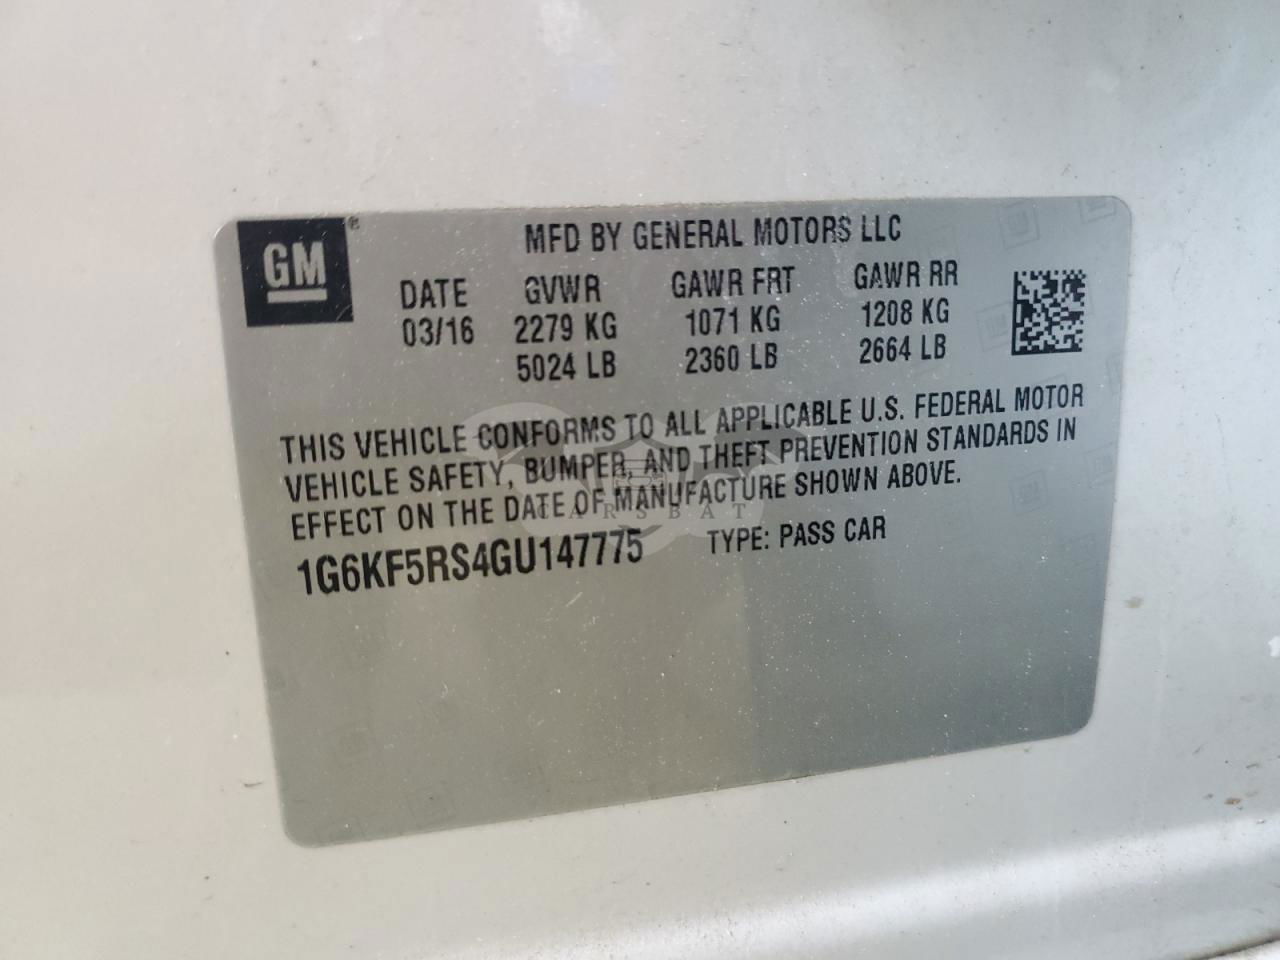 GM ®
MFD BY GENERAL MOTORS LLC
DATE GVWR GAWR FRT GAWR RR
03/16 2279 KG 1071 KG 1208 KG
5024 LB 2360 LB 2664 LB
THIS VEHICLE CONFORMS TO ALL APPLICABLE U.S. FEDERAL MOTOR
VEHICLE SAFETY, BUMPER, AND THEFT PREVENTION STANDARDS IN
EFFECT ON THE DATE OF MANUFACTURE SHOWN ABOVE.
CARSBAT
1G6KF5RS4GU147775 TYPE: PASS CAR